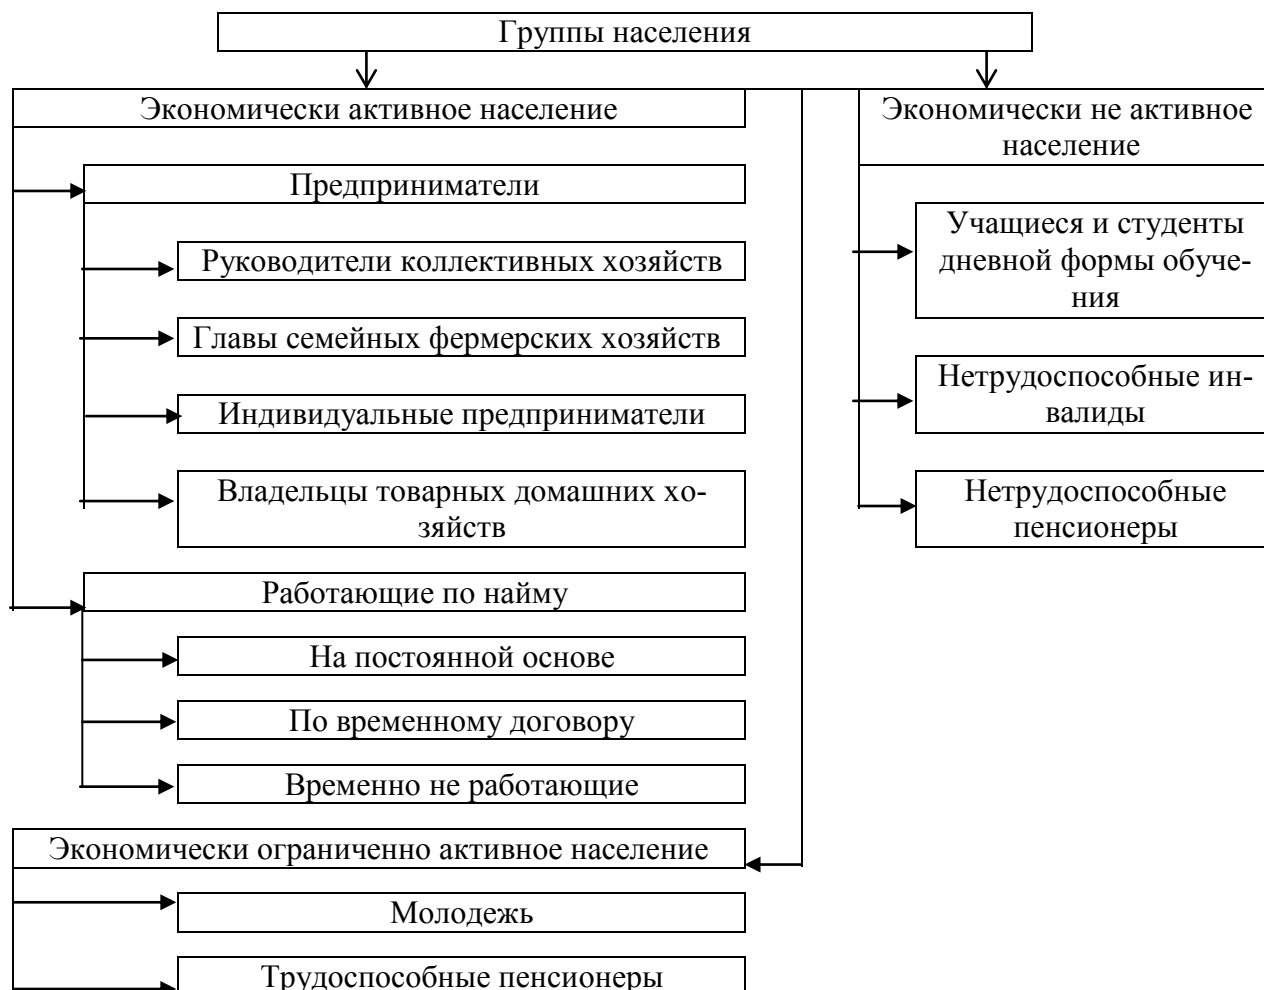 Группы населения
Экономически активное население
Предприниматели
Руководители коллективных хозяйств
Главы семейных фермерских хозяйств
Индивидуальные предприниматели
Владельцы товарных домашних хо-
зяйств
Работающие по найму
На постоянной основе
По временному договору
Временно не работающие
Экономически ограниченно активное население
Молодежь
Трудоспособные пенсионеры
Экономически не активное
население
Учащиеся и студенты
дневной формы обуче-
ния
Нетрудоспособные ин-
валиды
Нетрудоспособные
пенсионеры